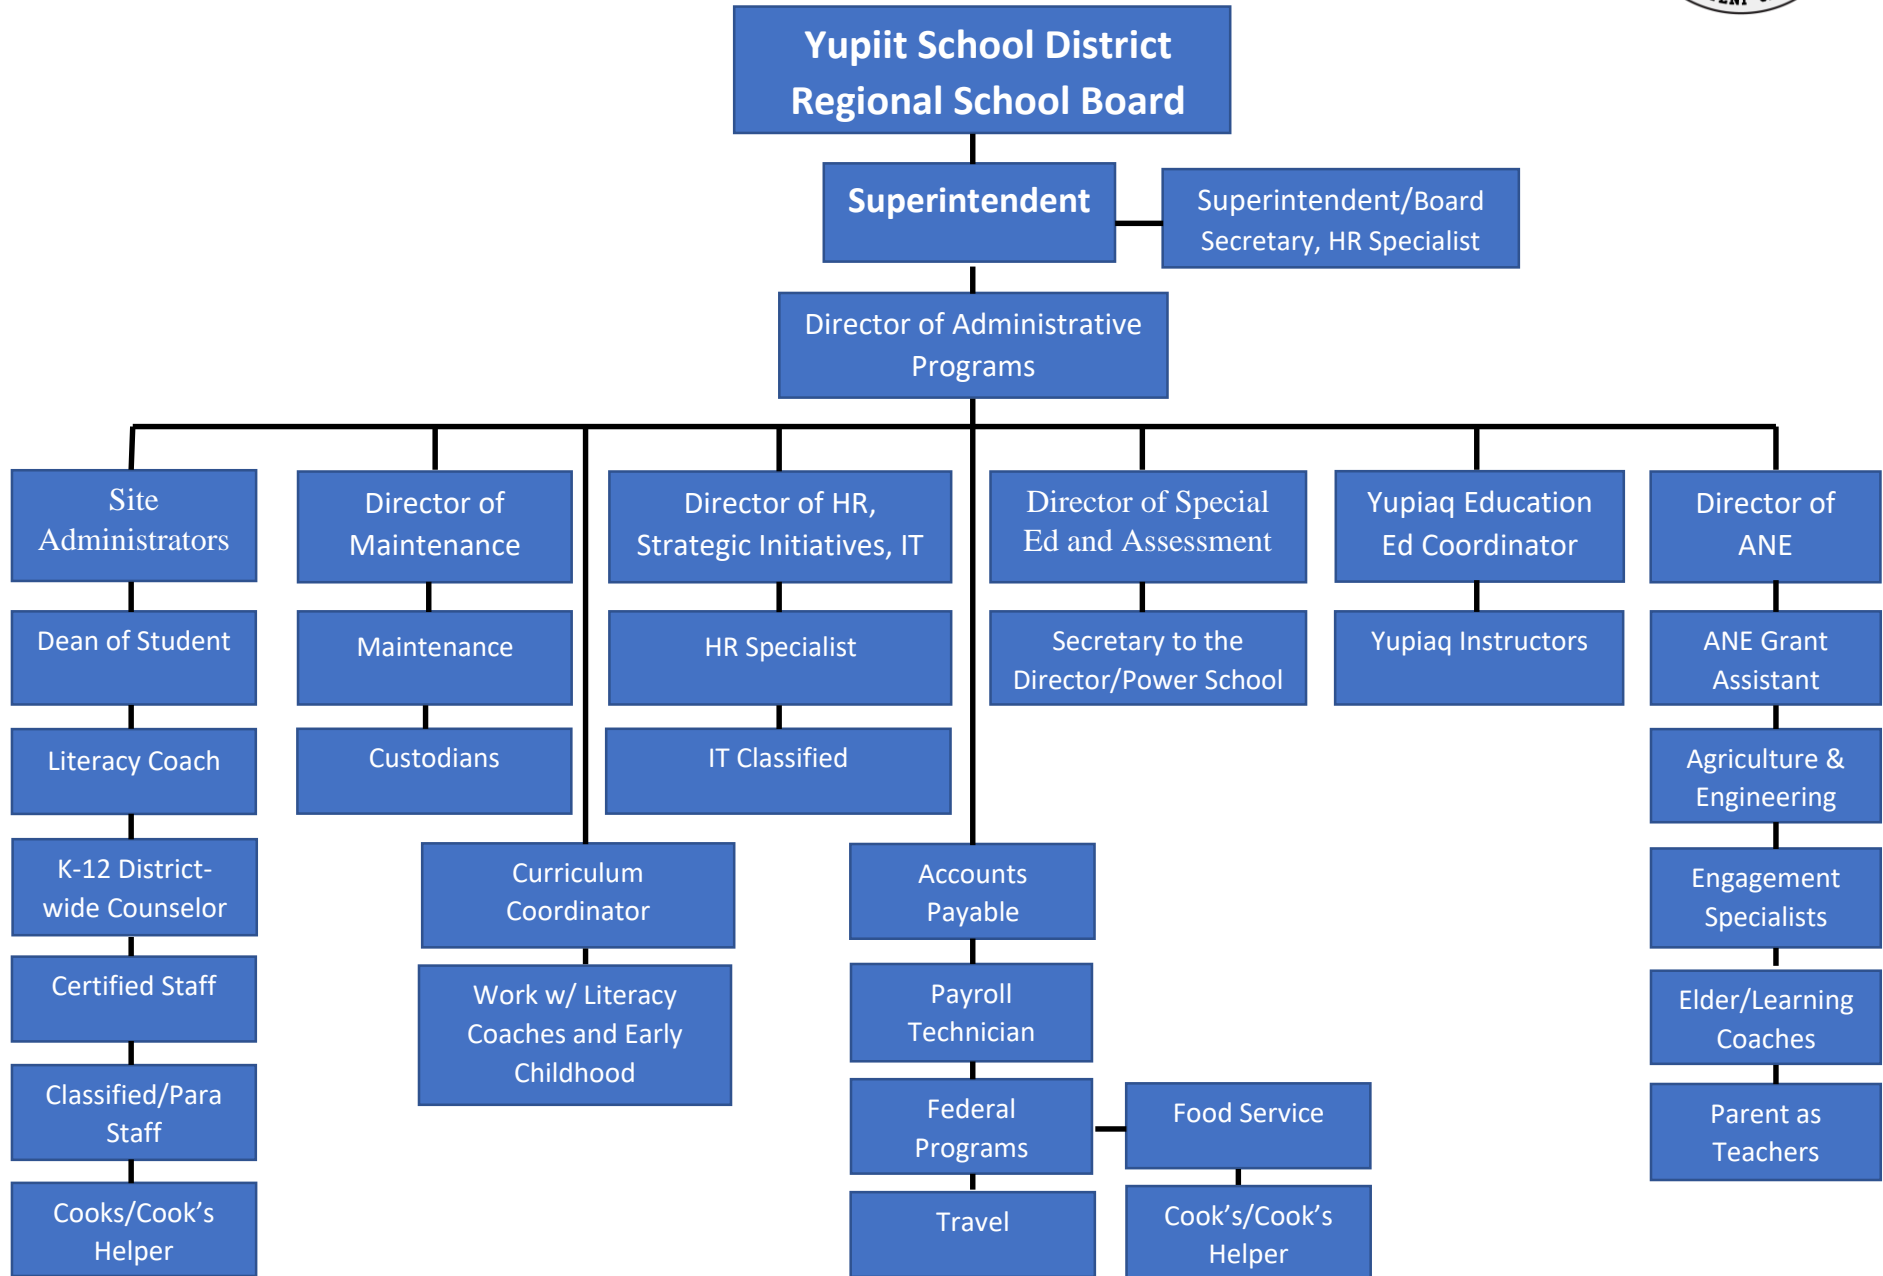 Yupiit School District
Regional School Board
Superintendent
Superintendent/Board
Secretary, HR Specialist
Director of Administrative
Programs
Site
Administrators
Director of
Maintenance
Director of HR,
Strategic Initiatives, IT
Director of Special
Ed and Assessment
Yupiaq Education
Ed Coordinator
Director of
ANE
Dean of Student
Maintenance
HR Specialist
Secretary to the
Director/Power School
Yupiaq Instructors
ANE Grant
Assistant
Literacy Coach
Custodians
IT Classified
Agriculture &
Engineering
K-12 District-
wide Counselor
Curriculum
Coordinator
Accounts
Payable
Engagement
Specialists
Certified Staff
Work w/ Literacy
Coaches and Early
Childhood
Payroll
Technician
Elder/Learning
Coaches
Classified/Para
Staff
Federal
Programs
Food Service
Parent as
Teachers
Cooks/Cook’s
Helper
Travel
Cook’s/Cook’s
Helper